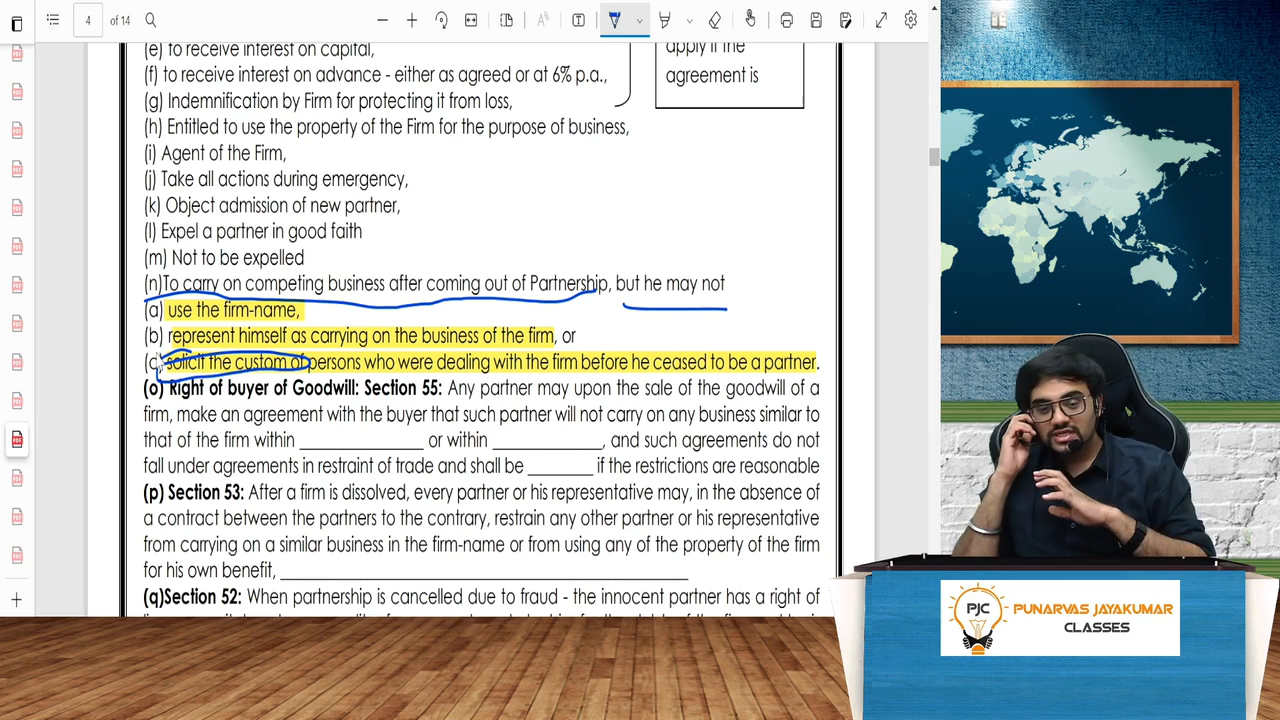 4 of 14
(e) to receive interest on capital,
(f) to receive interest on advance - either as agreed or at 6% p.a.,
(g) Indemnification by Firm for protecting it from loss,
apply if the
agreement is
(h) Entitled to use the property of the Firm for the purpose of business,
(i) Agent of the Firm,
(j) Take all actions during emergency,
(k) Object admission of new partner,
(l) Expel a partner in good faith
(m) Not to be expelled
(n)To carry on competing business after coming out of Partnership, but he may not
(a) use the firm-name,
(b) represent himself as carrying on the business of the firm, or
(c) solicit the custom of persons who were dealing with the firm before he ceased to be a partner.
(o) Right of buyer of Goodwill: Section 55: Any partner may upon the sale of the goodwill of a
firm, make an agreement with the buyer that such partner will not carry on any business similar to
that of the firm within ________________ or within ______________, and such agreements do not
fall under agreements in restraint of trade and shall be ________ if the restrictions are reasonable
(p) Section 53: After a firm is dissolved, every partner or his representative may, in the absence of
a contract between the partners to the contrary, restrain any other partner or his representative
from carrying on a similar business in the firm-name or from using any of the property of the firm
for his own benefit, ____________________________________________________
(q)Section 52: When partnership is cancelled due to fraud - the innocent partner has a right of
PJC
PUNARVAS JAYAKUMAR
CLASSES